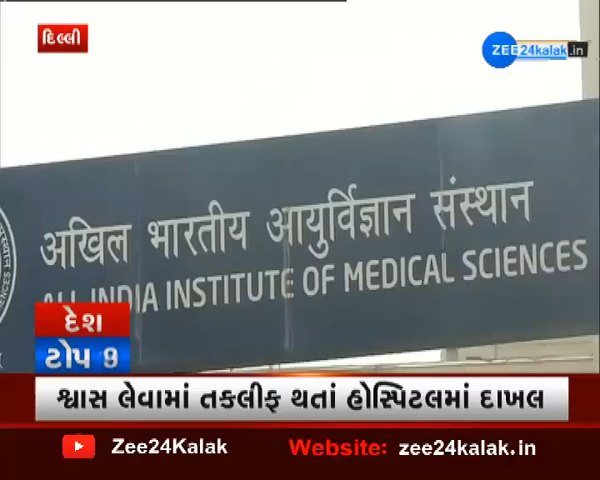 દિલ્લી
ZEE24kalak.in
अखिल भारतीय आयुर्विज्ञान संस्थान
ALL INDIA INSTITUTE OF MEDICAL SCIENCES
દેશ
ટોપ 9
શ્વાસ લેવામાં તકલીફ થતાં હોસ્પિટલમાં દાખલ
Zee24Kalak Website: zee24kalak.in